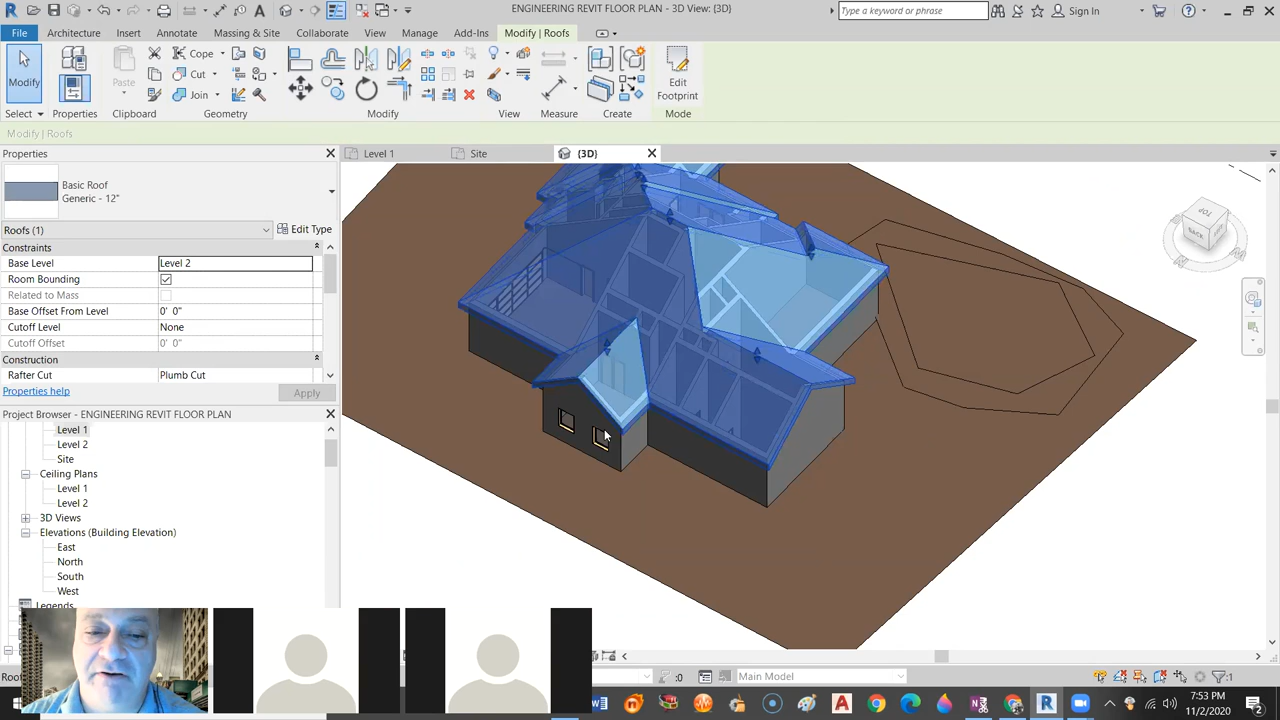 ENGINEERING REVIT FLOOR PLAN - 3D View: {3D}
Type a keyword or phrase
Sign In
File
Architecture
Insert
Annotate
Massing & Site
Collaborate
View
Manage
Add-Ins
Modify | Roofs
Modify
Paste
Cope
Cut
Join
Edit
Footprint
Select
Properties
Clipboard
Geometry
Modify
View
Measure
Create
Mode
Modify | Roofs
Properties
Level 1
Site
{3D}
Basic Roof
Generic - 12"
Roofs (1)
Edit Type
Constraints
Base Level
Level 2
Room Bounding
Related to Mass
Base Offset From Level
0' 0"
Cutoff Level
None
Cutoff Offset
0' 0"
Construction
Rafter Cut
Plumb Cut
Properties help
Apply
TOP
BACK
Project Browser - ENGINEERING REVIT FLOOR PLAN
Level 1
Level 2
Site
Ceiling Plans
Level 1
Level 2
3D Views
Elevations (Building Elevation)
East
North
South
West
Legends
:0
Main Model
:1
7:53 PM
11/2/2020
2